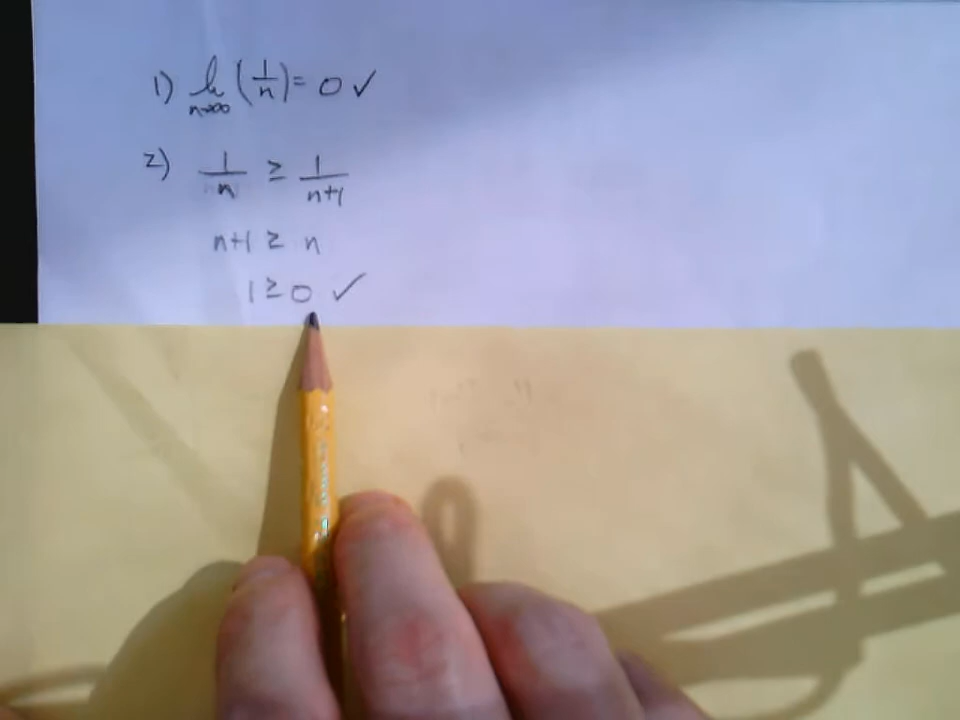 1) lim n→∞ (1/n) = 0 ✓
2) 1/n ≥ 1/n+1
n+1 ≥ n
1 ≥ 0 ✓